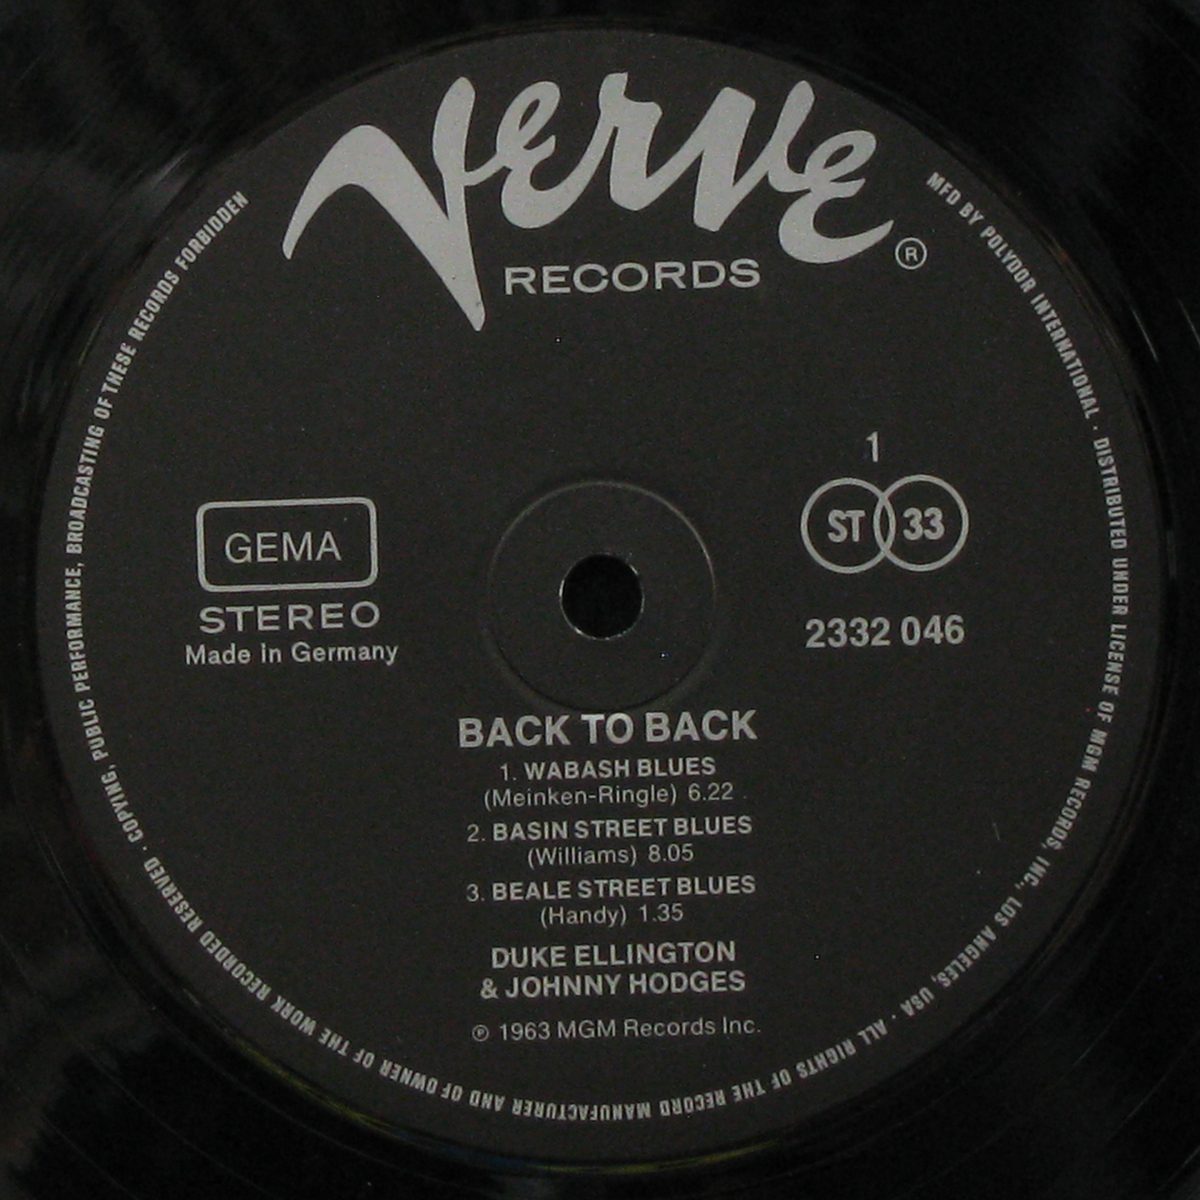 Verve
RECORDS
®
MFD BY POLYDOR INTERNATIONAL · DISTRIBUTED UNDER LICENSE OF MGM RECORDS, INC., LOS ANGELES, USA · ALL RIGHTS OF THE RECORD MANUFACTURER AND OF OWNER OF THE WORK RECORDED RESERVED · COPYING, PUBLIC PERFORMANCE, BROADCASTING OF THESE RECORDS FORBIDDEN
GEMA
STEREO
Made in Germany
1
ST 33
2332 046
BACK TO BACK
1. WABASH BLUES
(Meinken-Ringle) 6.22
2. BASIN STREET BLUES
(Williams) 8.05
3. BEALE STREET BLUES
(Handy) 1.35
DUKE ELLINGTON
& JOHNNY HODGES
℗ 1963 MGM Records Inc.